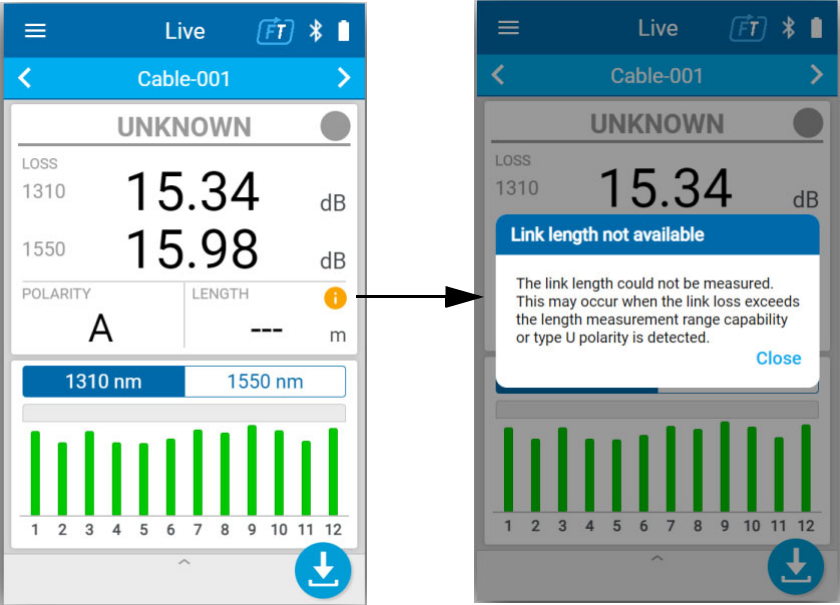 Live FT
Cable-001
UNKNOWN
LOSS
1310 15.34 dB
1550 15.98 dB
POLARITY LENGTH i
A --- m
1310 nm 1550 nm
1 2 3 4 5 6 7 8 9 10 11 12
Live FT
Cable-001
UNKNOWN
LOSS
1310 15.34 dB
Link length not available
The link length could not be measured.
This may occur when the link loss exceeds
the length measurement range capability
or type U polarity is detected.
Close
1 2 3 4 5 6 7 8 9 10 11 12